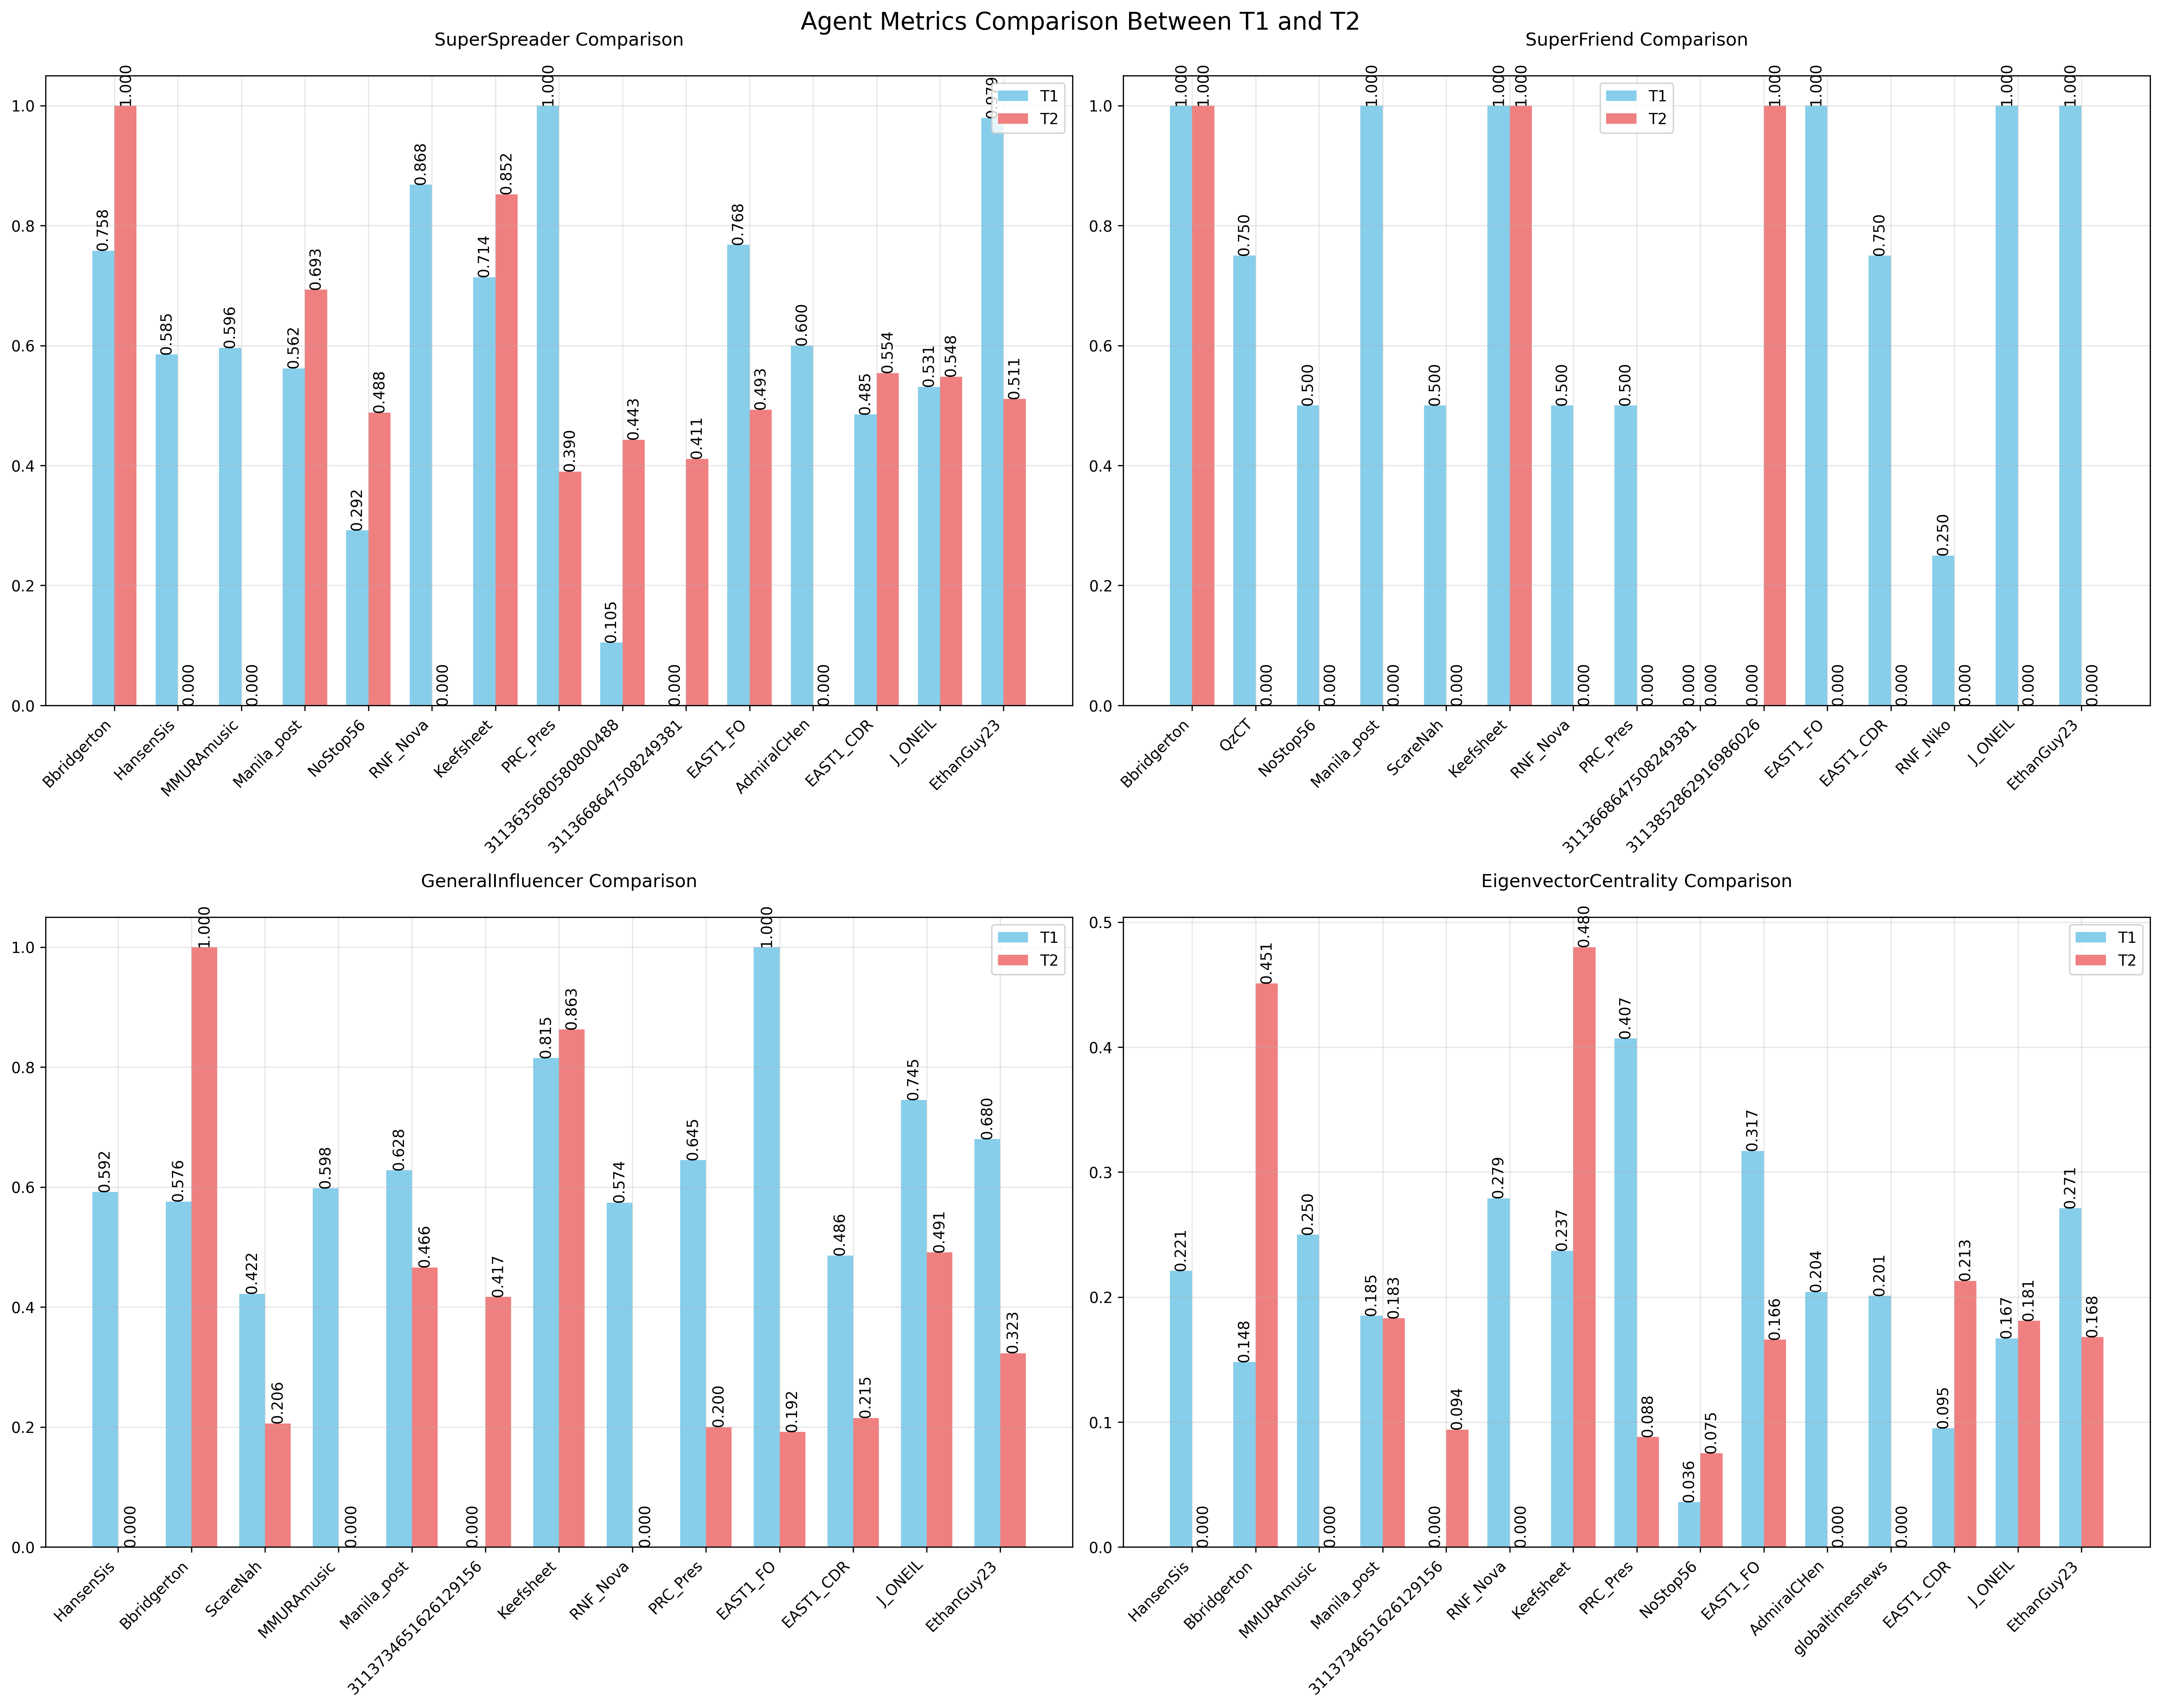 Agent Metrics Comparison Between T1 and T2
SuperSpreader Comparison
T1
T2
1.0
0.8
0.6
0.4
0.2
0.0
0.758
1.000
0.585
0.000
0.596
0.000
0.562
0.693
0.292
0.488
0.868
0.000
0.714
0.852
1.000
0.390
0.105
0.443
0.000
0.411
0.768
0.493
0.600
0.000
0.485
0.554
0.531
0.548
0.979
0.511
Bbridgerton
HansenSis
MMURAmusic
Manila_post
NoStop56
RNF_Nova
Keefsheet
PRC_Pres
3113635680580800488
3113668647508249381
EAST1_FO
AdmiralCHen
EAST1_CDR
J_ONEIL
EthanGuy23
SuperFriend Comparison
T1
T2
1.0
0.8
0.6
0.4
0.2
0.0
1.000
1.000
0.750
0.000
0.500
0.000
1.000
0.000
0.500
0.000
1.000
1.000
0.500
0.000
0.500
0.000
0.000
0.000
0.000
1.000
1.000
0.000
0.750
0.000
0.250
0.000
1.000
0.000
1.000
0.000
Bbridgerton
QzCT
NoStop56
Manila_post
ScareNah
Keefsheet
RNF_Nova
PRC_Pres
3113668647508249381
3113852862916986026
EAST1_FO
EAST1_CDR
RNF_Niko
J_ONEIL
EthanGuy23
GeneralInfluencer Comparison
T1
T2
1.0
0.8
0.6
0.4
0.2
0.0
0.592
0.000
0.576
1.000
0.422
0.206
0.598
0.000
0.628
0.466
0.000
0.417
0.815
0.863
0.574
0.000
0.645
0.200
1.000
0.192
0.486
0.215
0.745
0.491
0.680
0.323
HansenSis
Bbridgerton
ScareNah
MMURAmusic
Manila_post
3113734651626129156
Keefsheet
RNF_Nova
PRC_Pres
EAST1_FO
EAST1_CDR
J_ONEIL
EthanGuy23
EigenvectorCentrality Comparison
T1
T2
0.5
0.4
0.3
0.2
0.1
0.0
0.221
0.000
0.148
0.451
0.250
0.000
0.185
0.183
0.000
0.094
0.279
0.000
0.237
0.480
0.407
0.088
0.036
0.075
0.317
0.166
0.204
0.000
0.201
0.000
0.095
0.213
0.167
0.181
0.271
0.168
HansenSis
Bbridgerton
MMURAmusic
Manila_post
3113734651626129156
RNF_Nova
Keefsheet
PRC_Pres
NoStop56
EAST1_FO
AdmiralCHen
globaltimesnews
EAST1_CDR
J_ONEIL
EthanGuy23